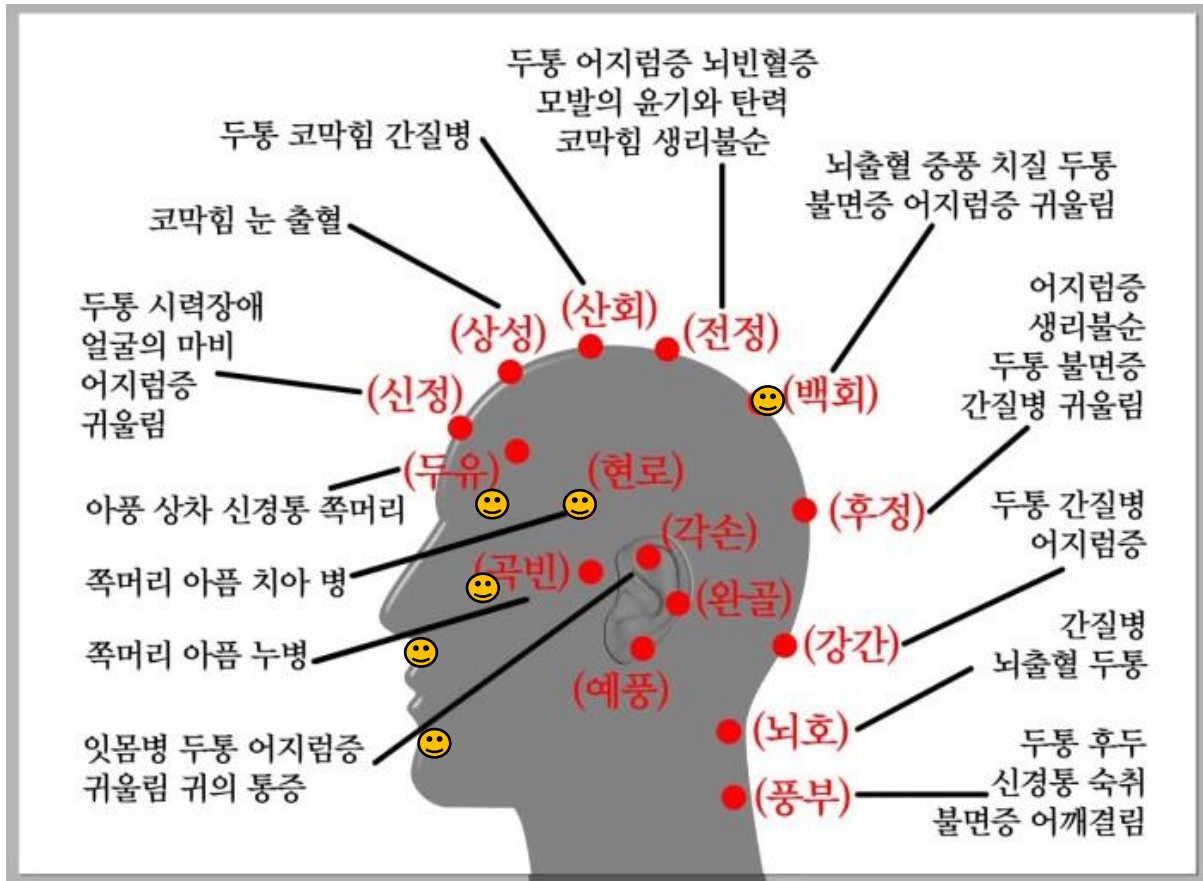 두통 어지럼증 뇌빈혈증
모발의 윤기와 탄력
코막힘 생리불순
두통 코막힘 간질병
뇌출혈 중풍 치질 두통
불면증 어지럼증 귀울림
코막힘 눈 출혈
두통 시력장애
얼굴의 마비
어지럼증
귀울림
(신정)
(상성)
(산회)
(전정)
(백회)
어지럼증
생리불순
두통 불면증
간질병 귀울림
(두유)
(현로)
(후정)
아풍 상차 신경통 쪽머리
두통 간질병
어지럼증
쪽머리 아픔 치아 병
(곡빈)
(각손)
(완골)
(강간)
쪽머리 아픔 누병
(예풍)
간질병
뇌출혈 두통
(뇌호)
잇몸병 두통 어지럼증
귀울림 귀의 통증
(풍부)
두통 후두
신경통 숙취
불면증 어깨결림